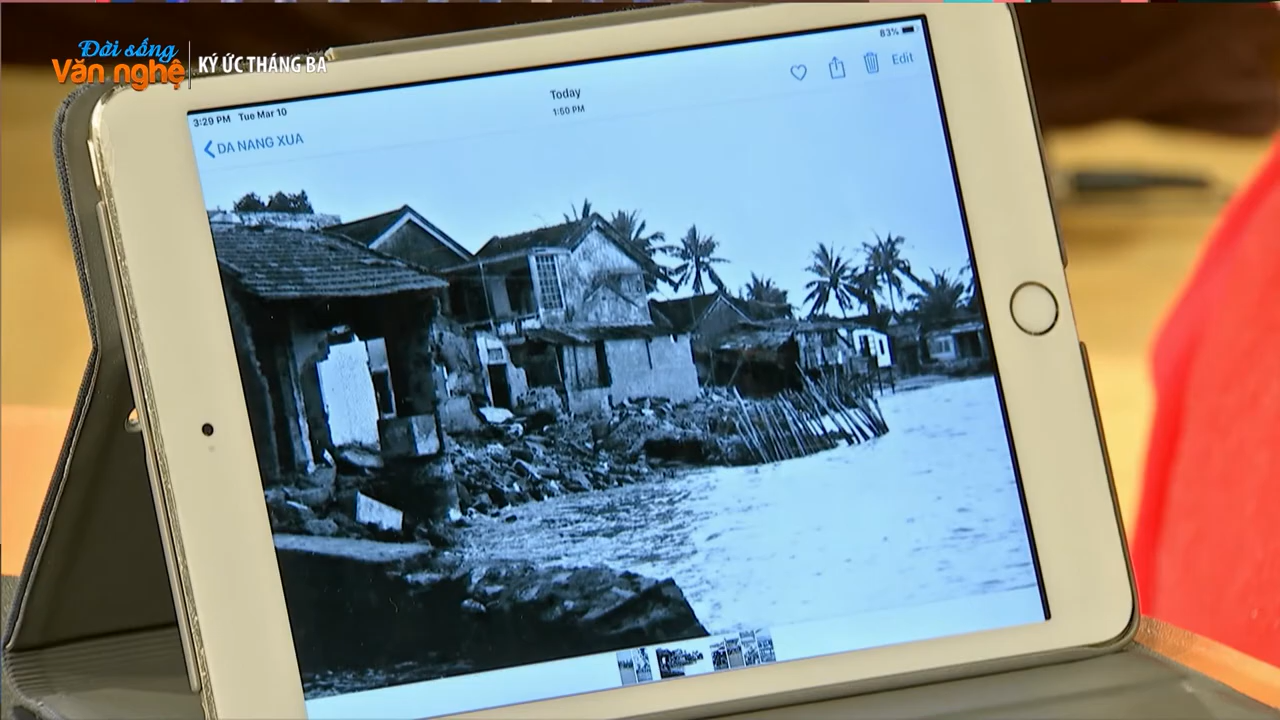 Đời sống
Văn nghệ
KÝ ỨC THÁNG BA
83%
3:29 PM Tue Mar 10
Today
1:50 PM
Edit
DA NANG XUA